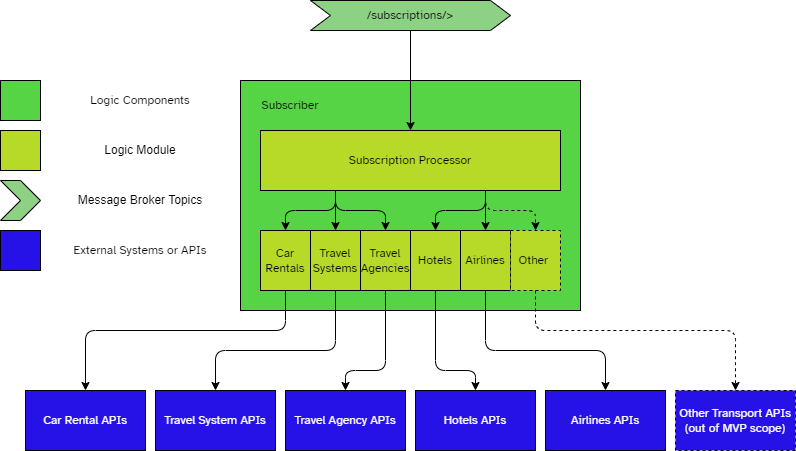 /subscriptions/>
Logic Components
Subscriber
Logic Module
Subscription Processor
Message Broker Topics
External Systems or APIs
Car
Rentals
Travel
Systems
Travel
Agencies
Hotels
Airlines
Other
Car Rental APIs
Travel System APIs
Travel Agency APIs
Hotels APIs
Airlines APIs
Other Transport APIs
(out of MVP scope)